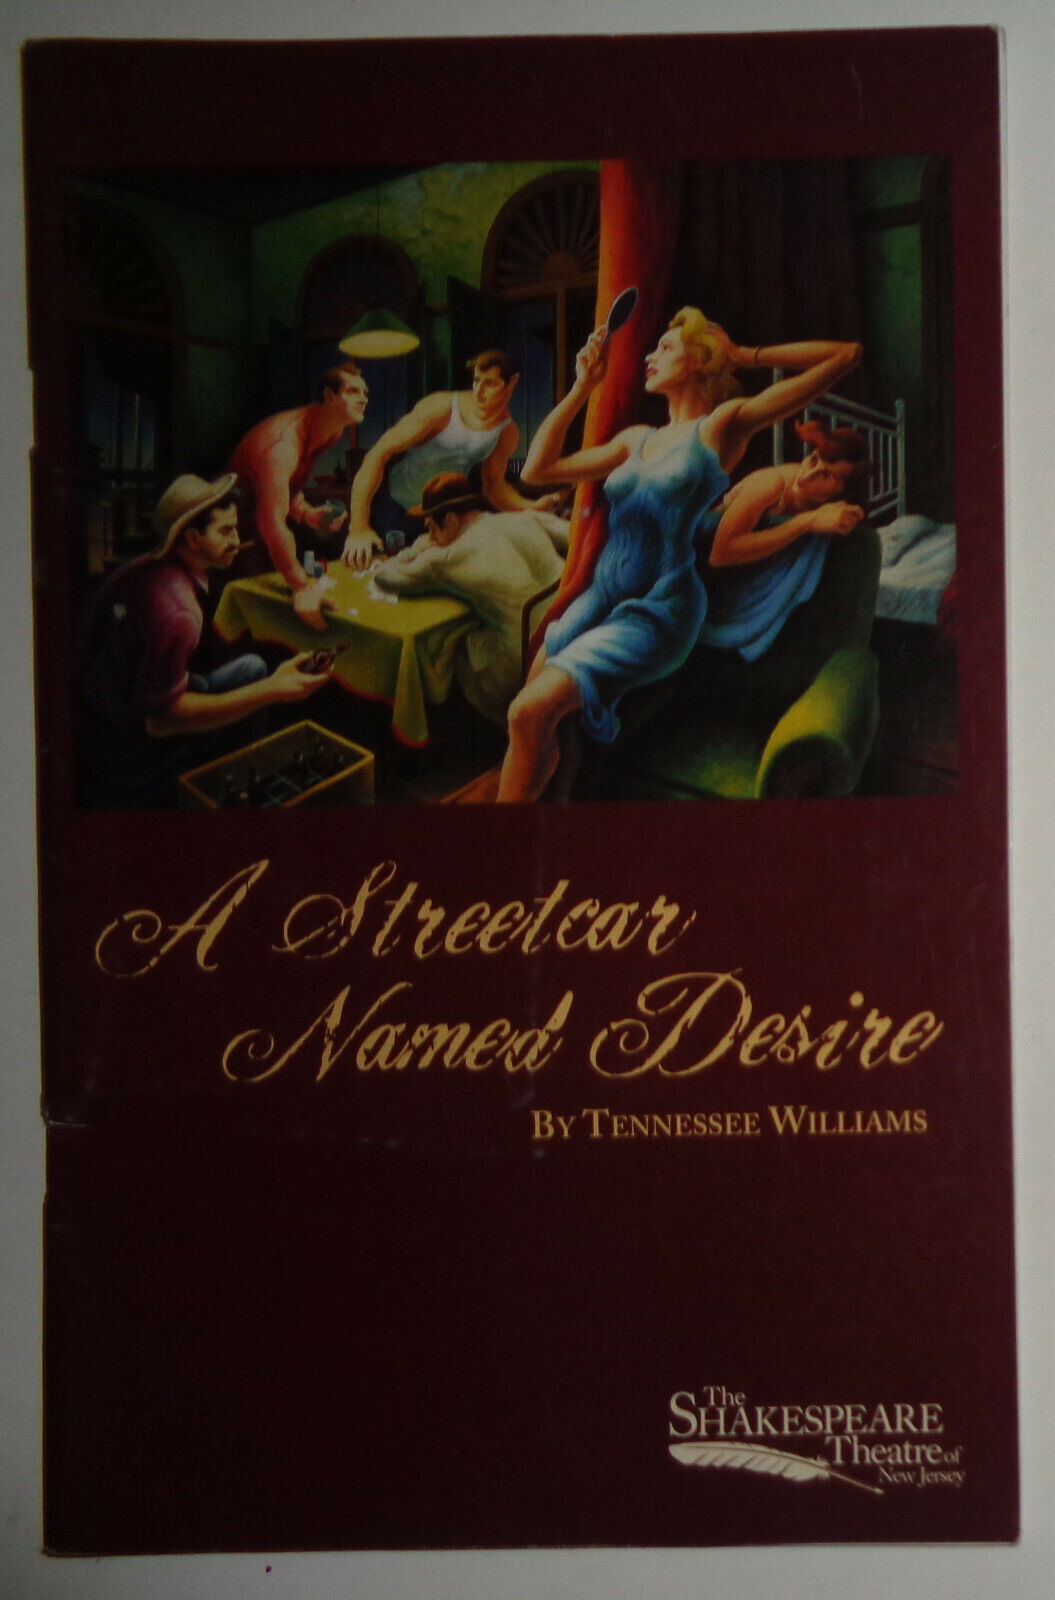 A Streetcar
Named Desire
BY TENNESSEE WILLIAMS
The
SHAKESPEARE
Theatre of
New Jersey